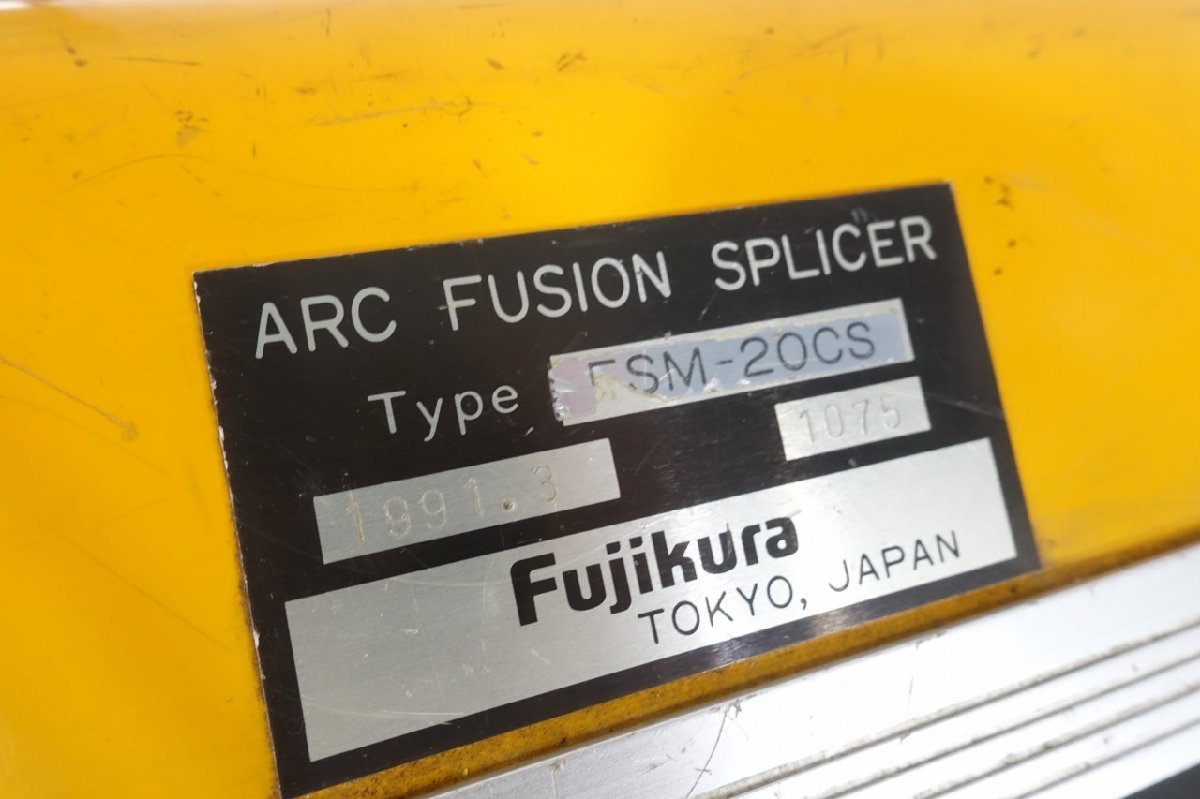 ARC FUSION SPLICER
Type FSM-20CS
1991.3 1075
Fujikura
TOKYO, JAPAN